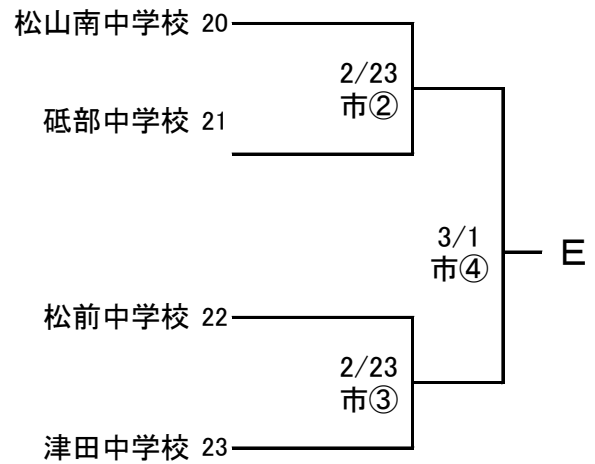 松山南中学校 20
2/23
市②
砥部中学校 21
3/1
市④
E
松前中学校 22
2/23
市③
津田中学校 23